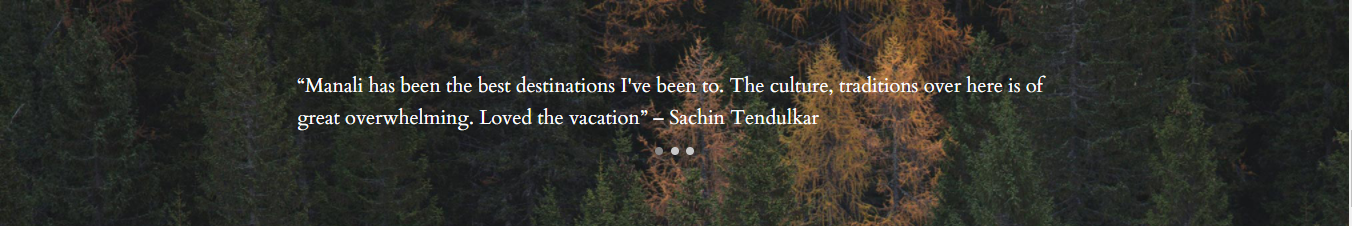 “Manali has been the best destinations I've been to. The culture, traditions over here is of
great overwhelming. Loved the vacation” – Sachin Tendulkar